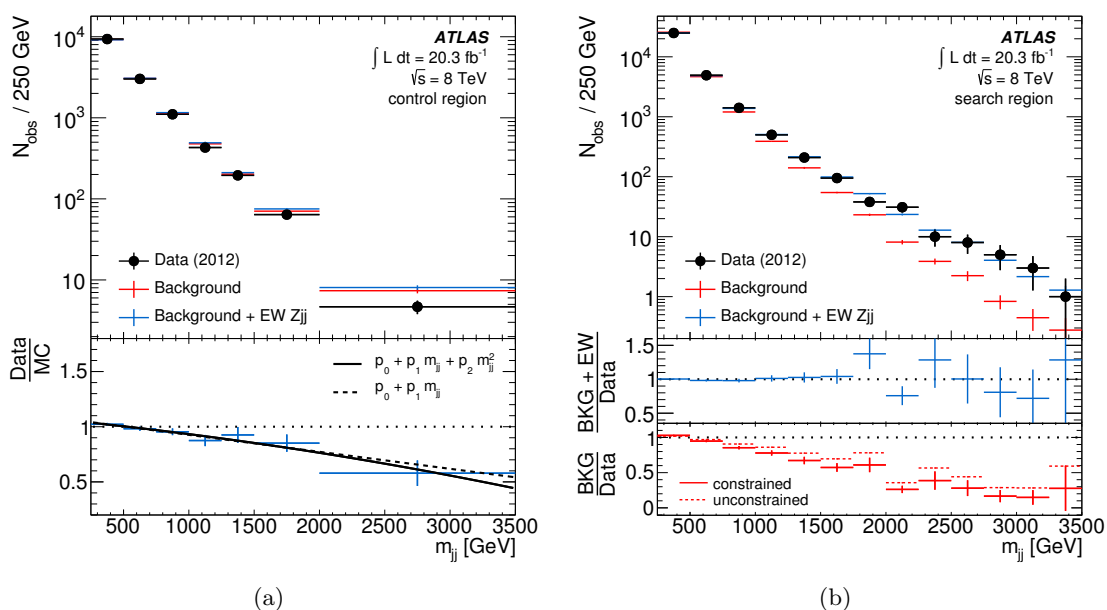 ATLAS
∫ L dt = 20.3 fb⁻¹
√s = 8 TeV
control region
N_obs / 250 GeV
10⁴
10³
10²
10
Data (2012)
Background
Background + EW Zjj
Data
MC
1.5
1
0.5
p₀ + p₁ m_jj + p₂ m²_jj
p₀ + p₁ m_jj
500 1000 1500 2000 2500 3000 3500
m_jj [GeV]
(a)
ATLAS
∫ L dt = 20.3 fb⁻¹
√s = 8 TeV
search region
N_obs / 250 GeV
10⁴
10³
10²
10
1
Data (2012)
Background
Background + EW Zjj
BKG + EW
Data
1.5
1
0.5
BKG
Data
1
0.5
0
constrained
unconstrained
500 1000 1500 2000 2500 3000 3500
m_jj [GeV]
(b)